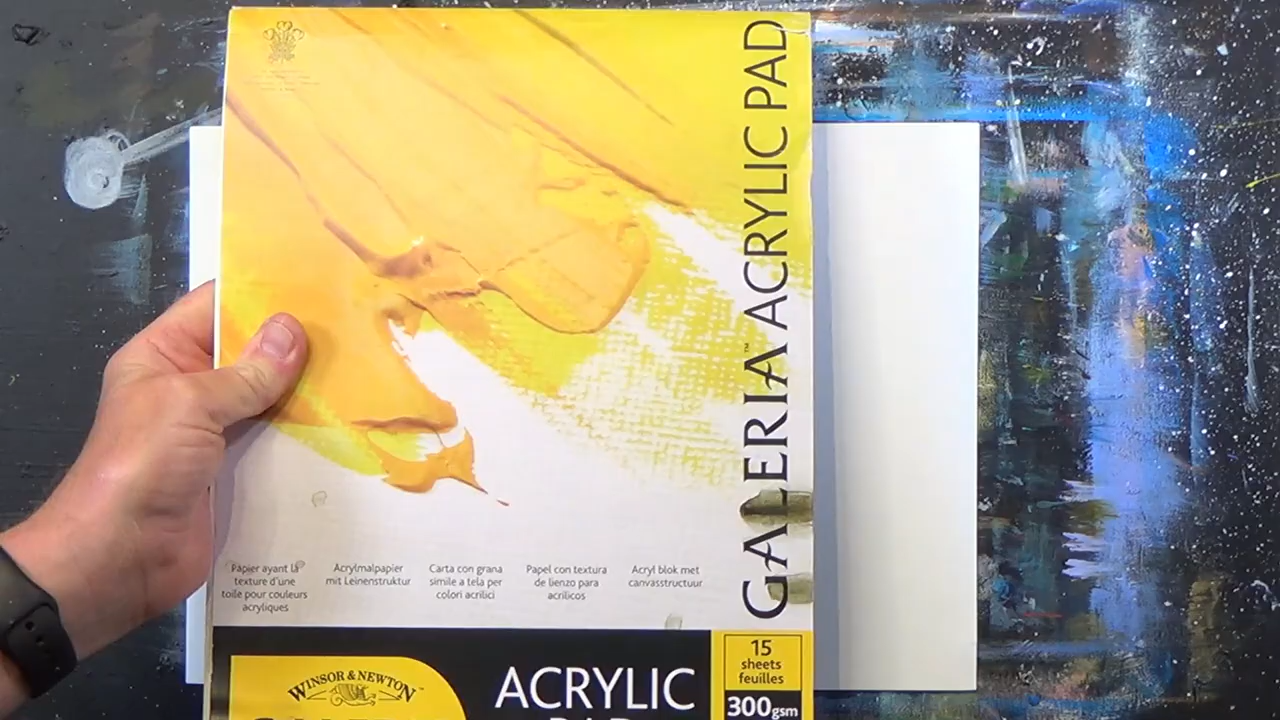 GALERIA™ ACRYLIC PAD
Papier ayant la
texture d'une
toile pour couleurs
acryliques
Acrylmalpapier
mit Leinenstruktur
Carta con grana
simile a tela per
colori acrilici
Papel con textura
de lienzo para
acrílicos
Acryl blok met
canvasstructuur
WINSOR & NEWTON™
ACRYLIC
15
sheets
feuilles
300gsm